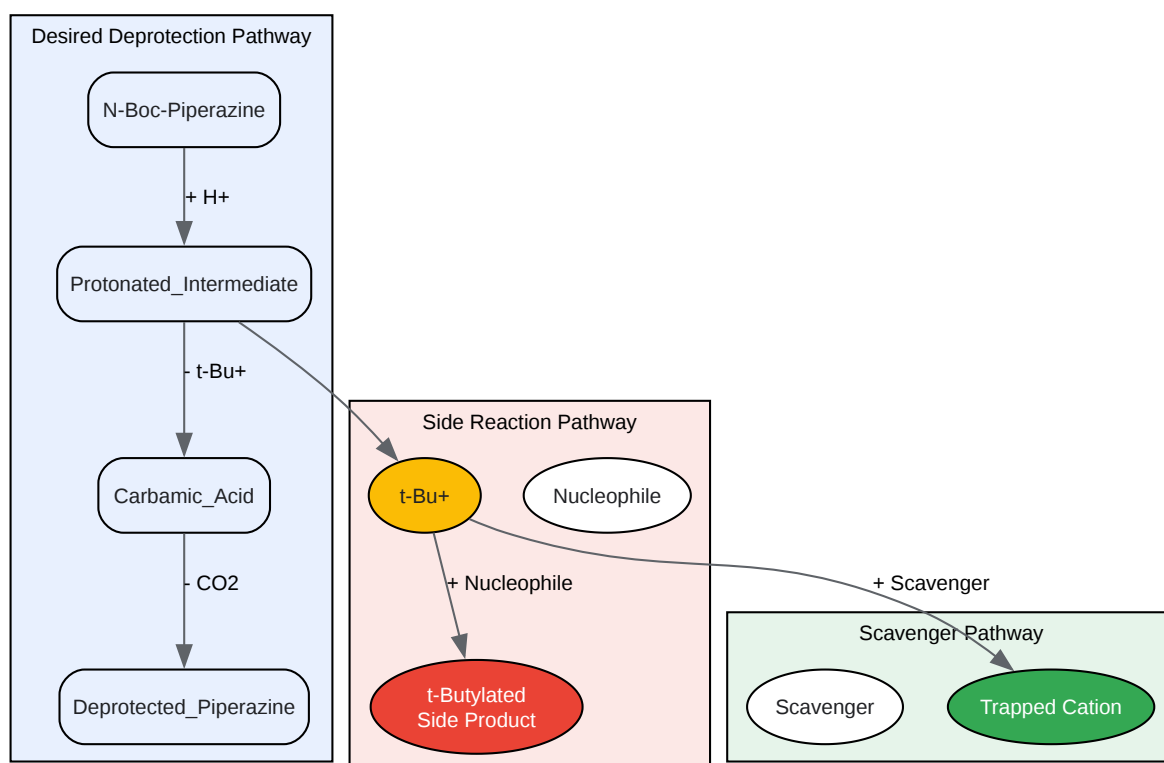 Desired Deprotection Pathway
N-Boc-Piperazine
+ H+
Protonated_Intermediate
- t-Bu+
Carbamic_Acid
- CO2
Deprotected_Piperazine
Side Reaction Pathway
t-Bu+
Nucleophile
+ Nucleophile
t-Butylated
Side Product
+ Scavenger
Scavenger Pathway
Scavenger
Trapped Cation